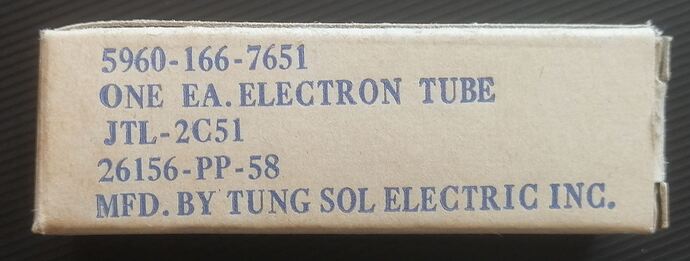 5960-166-7651
ONE EA. ELECTRON TUBE
JTL-2C51
26156-PP-58
MFD. BY TUNG SOL ELECTRIC INC.